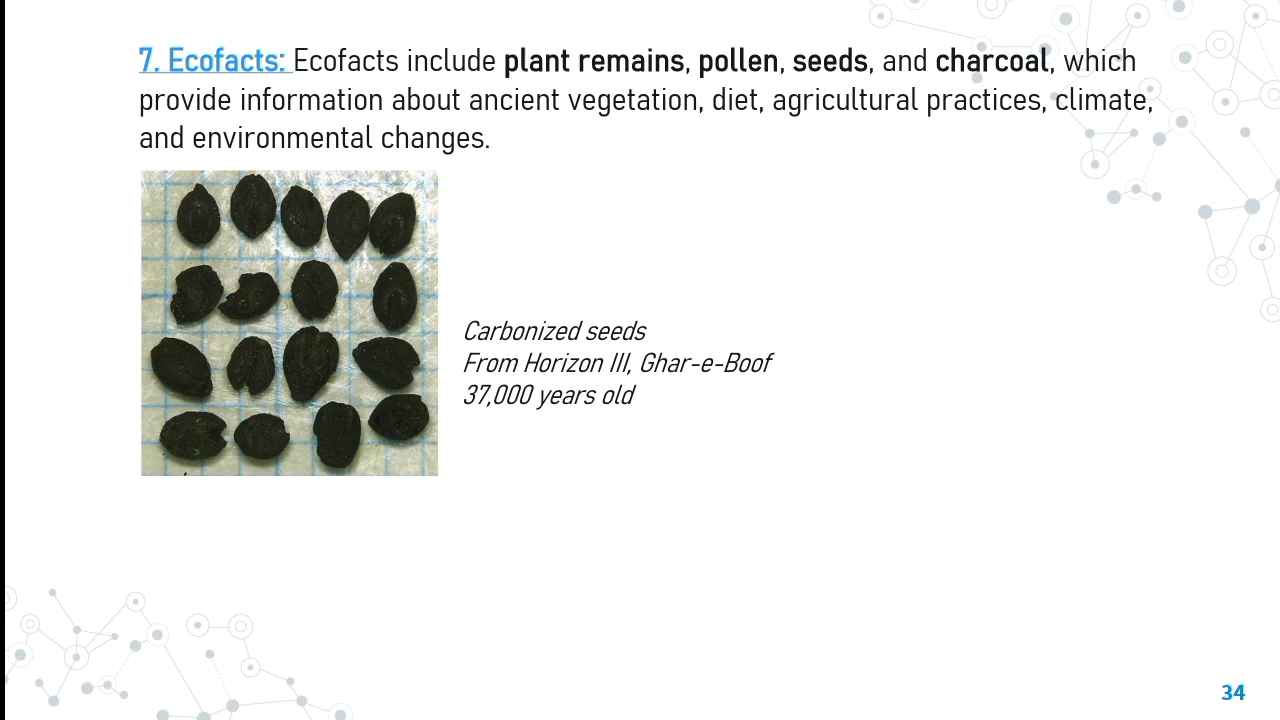 7. Ecofacts: Ecofacts include plant remains, pollen, seeds, and charcoal, which
provide information about ancient vegetation, diet, agricultural practices, climate,
and environmental changes.
Carbonized seeds
From Horizon III, Ghar-e-Boof
37,000 years old
34